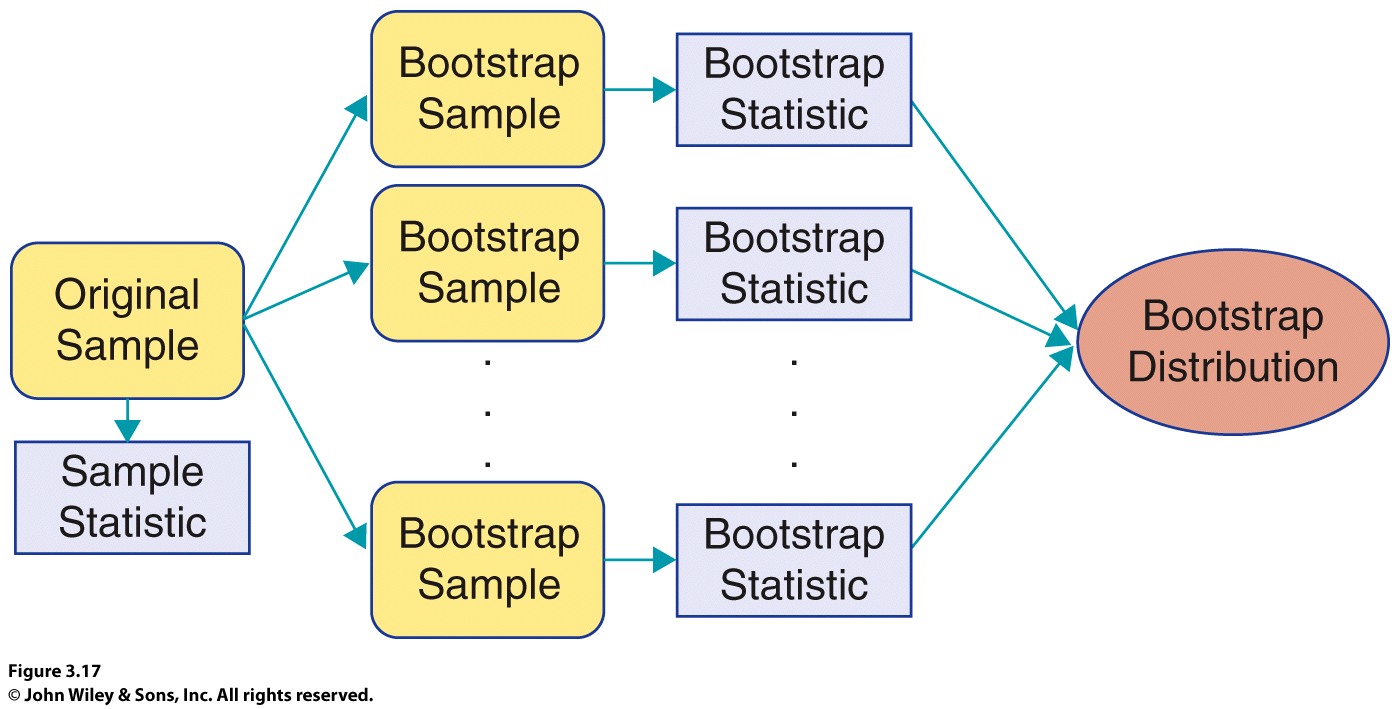 Original
Sample
Sample
Statistic
Bootstrap
Sample
Bootstrap
Statistic
Bootstrap
Sample
Bootstrap
Statistic
.
.
.
.
.
.
Bootstrap
Sample
Bootstrap
Statistic
Bootstrap
Distribution
Figure 3.17
© John Wiley & Sons, Inc. All rights reserved.